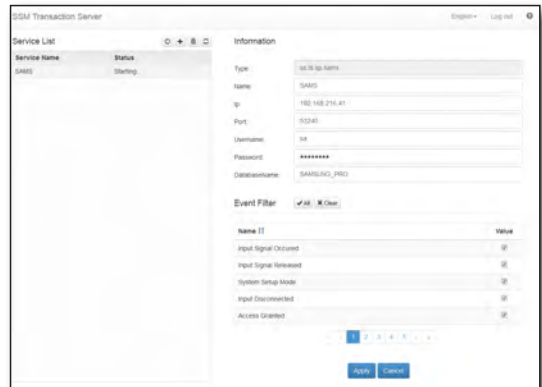 SSM Transaction Server
English
Log out
Service List
Service Name Status
SAMS Starting
Information
Type
Name SAMS
Ip 192.168.216.41
Port 53240
Username
Password ********
DatabaseName SAMSUNG_PRO
Event Filter All Clear
Name Value
Input Signal Occured
Input Signal Released
System Setup Mode
Input Disconnected
Access Granted
1 2 3 4 5
Apply Cancel